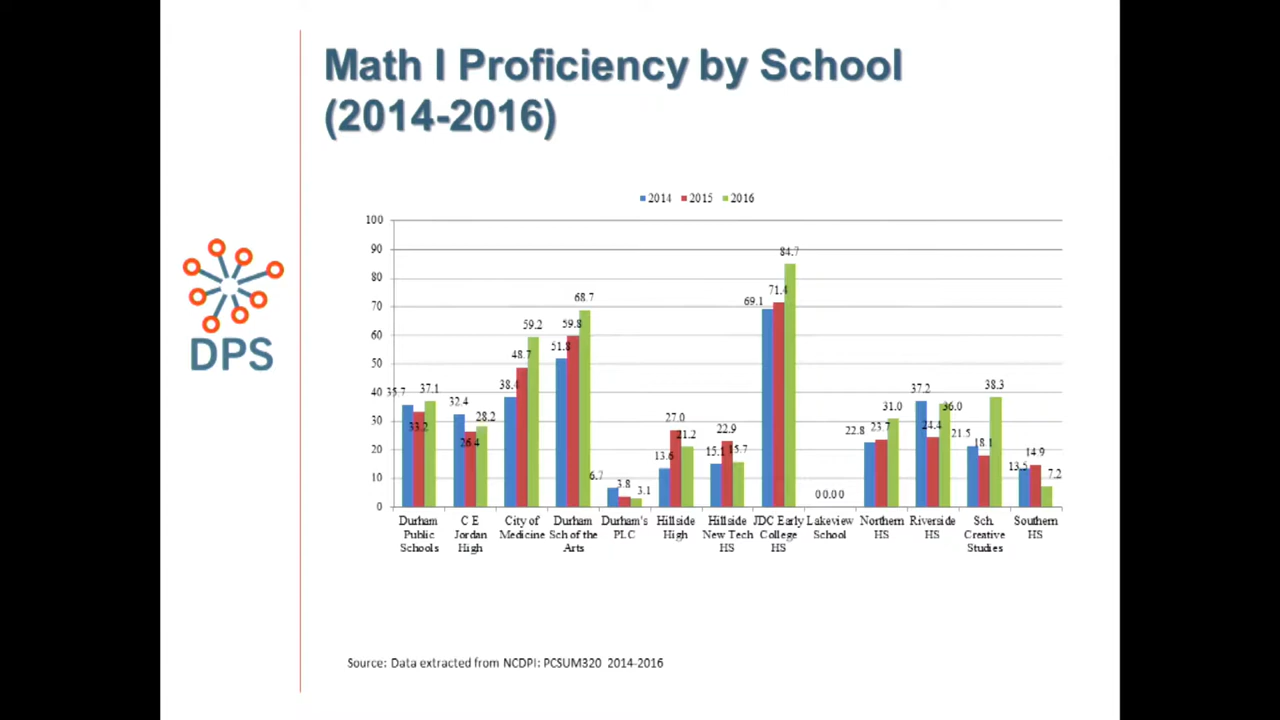 Math I Proficiency by School
(2014-2016)
DPS
2014 2015 2016
100
90
80
70
60
50
40
30
20
10
0
35.7 33.2 37.1
32.4 26.4 28.2
38.4 48.7 59.2
51.8 59.8 68.7
6.7 3.8 3.1
13.6 27.0 21.2
15.1 22.9 15.7
69.1 71.4 84.7
00.00
22.8 23.7 31.0
37.2 24.4 36.0
21.5 18.1 38.3
13.5 14.9 7.2
Durham
Public
Schools
C E
Jordan
High
City of
Medicine
Durham
Sch of the
Arts
Durham's
PLC
Hillside
High
Hillside
New Tech
HS
JDC Early
College
HS
Lakeview
School
Northern
HS
Riverside
HS
Sch.
Creative
Studies
Southern
HS
Source: Data extracted from NCDPI: PCSUM320 2014-2016